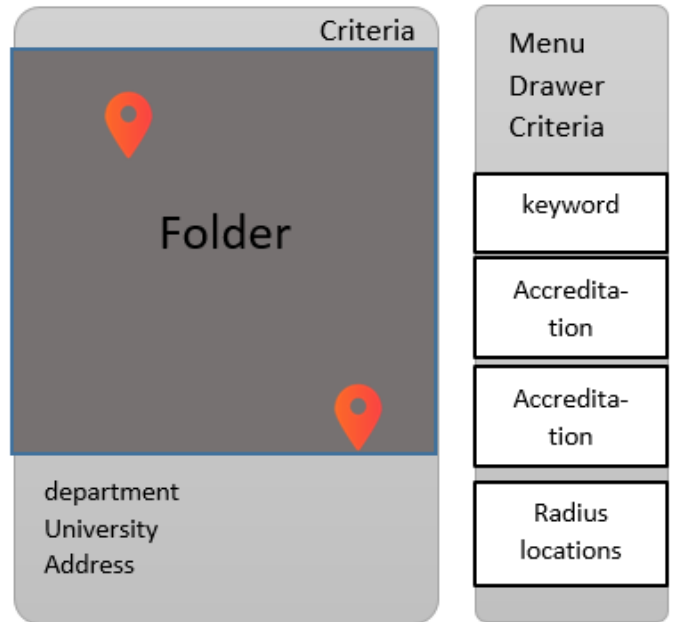 Criteria
Folder
department
University
Address
Menu
Drawer
Criteria
keyword
Accredita-
tion
Accredita-
tion
Radius
locations